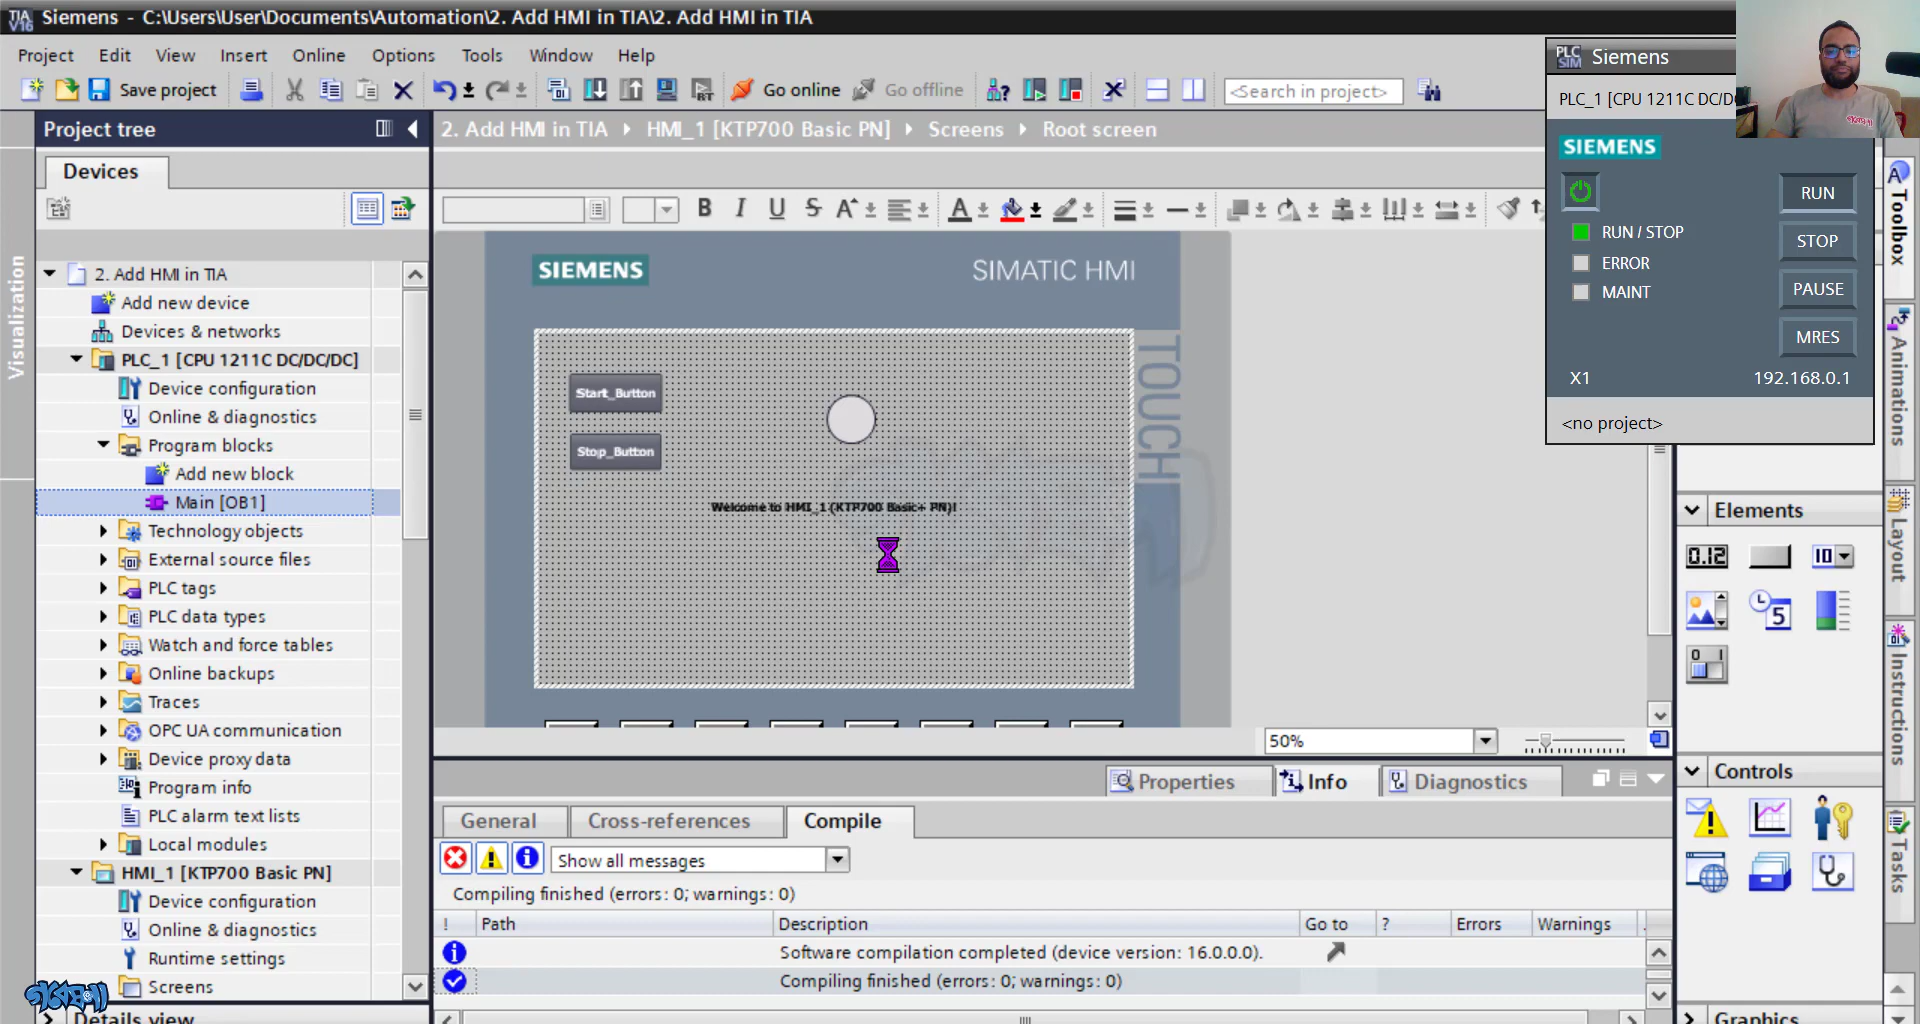 TIA V16 Siemens - C:\Users\User\Documents\Automation\2. Add HMI in TIA\2. Add HMI in TIA
Project Edit View Insert Online Options Tools Window Help
Save project Go online Go offline <Search in project>
Project tree
2. Add HMI in TIA HMI_1 [KTP700 Basic PN] Screens Root screen
Devices
Visualization
2. Add HMI in TIA
Add new device
Devices & networks
PLC_1 [CPU 1211C DC/DC/DC]
Device configuration
Online & diagnostics
Program blocks
Add new block
Main [OB1]
Technology objects
External source files
PLC tags
PLC data types
Watch and force tables
Online backups
Traces
OPC UA communication
Device proxy data
Program info
PLC alarm text lists
Local modules
HMI_1 [KTP700 Basic PN]
Device configuration
Online & diagnostics
Runtime settings
Screens
Details view
B I U S A A
SIEMENS SIMATIC HMI
TOUCH
Start_Button
Stop_Button
Welcome to HMI_1 (KTP700 Basic+ PN)!
50%
Properties Info Diagnostics
General Cross-references Compile
Show all messages
Compiling finished (errors: 0; warnings: 0)
! Path Description Go to ? Errors Warnings
Software compilation completed (device version: 16.0.0.0).
Compiling finished (errors: 0; warnings: 0)
PLC SIM Siemens
PLC_1 [CPU 1211C DC/D
SIEMENS
RUN
RUN / STOP
STOP
ERROR
MAINT
PAUSE
MRES
X1 192.168.0.1
<no project>
Elements
0.12
10
5
0 I
Controls
Graphics
Toolbox
Animations
Layout
Instructions
Tasks